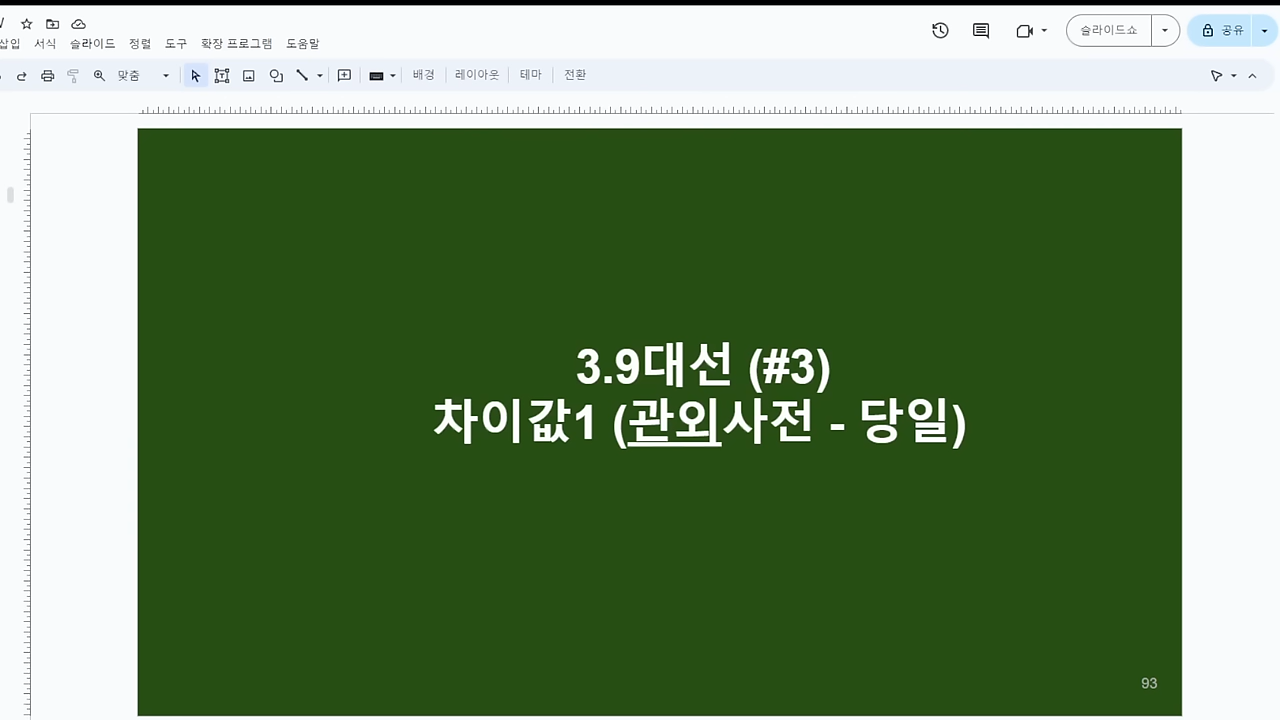 삽입 서식 슬라이드 정렬 도구 확장 프로그램 도움말
슬라이드쇼
공유
맞춤
배경 레이아웃 테마 전환
3.9대선 (#3)
차이값1 (관외사전 - 당일)
93